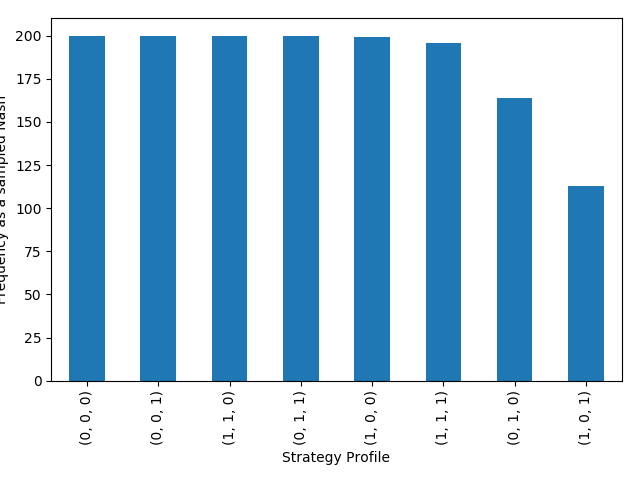 Frequency as a sampled Nash
200
175
150
125
100
75
50
25
0
(0, 0, 0)
(0, 0, 1)
(1, 1, 0)
(0, 1, 1)
(1, 0, 0)
(1, 1, 1)
(0, 1, 0)
(1, 0, 1)
Strategy Profile